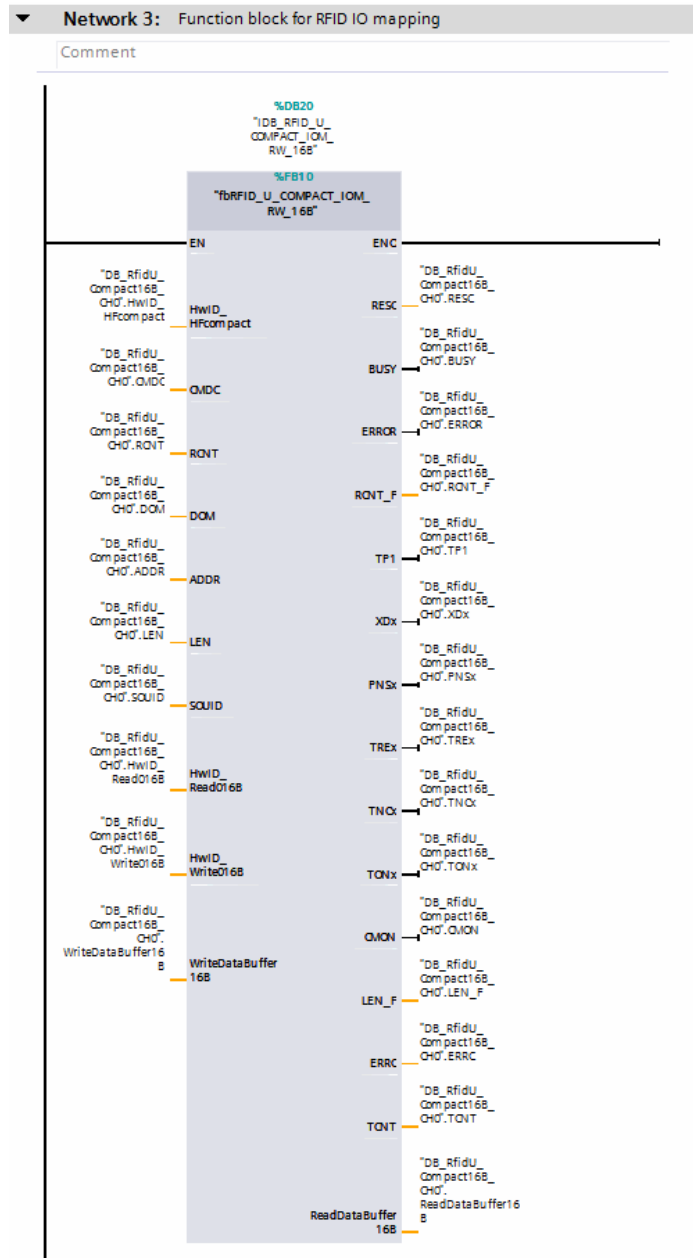 Network 3: Function block for RFID IO mapping
Comment
%DB20
"IDB_RFID_U_
COMPACT_IOM_
RW_16B"
%FB10
"fbRFID_U_COMPACT_IOM_
RW_16B"
EN
ENO
"DB_RfidU_
Compact16B_
CH0".HwID_
HFcompact
HwID_
HFcompact
"DB_RfidU_
Compact16B_
CH0".CMDC
CMDC
"DB_RfidU_
Compact16B_
CH0".RCNT
RCNT
"DB_RfidU_
Compact16B_
CH0".DOM
DOM
"DB_RfidU_
Compact16B_
CH0".ADDR
ADDR
"DB_RfidU_
Compact16B_
CH0".LEN
LEN
"DB_RfidU_
Compact16B_
CH0".SOUID
SOUID
"DB_RfidU_
Compact16B_
CH0".HwID_
Read016B
HwID_
Read016B
"DB_RfidU_
Compact16B_
CH0".HwID_
Write016B
HwID_
Write016B
"DB_RfidU_
Compact16B_
CH0".
WriteDataBuffer16
B
WriteDataBuffer
16B
RESC
"DB_RfidU_
Compact16B_
CH0".RESC
BUSY
"DB_RfidU_
Compact16B_
CH0".BUSY
ERROR
"DB_RfidU_
Compact16B_
CH0".ERROR
RCNT_F
"DB_RfidU_
Compact16B_
CH0".RCNT_F
TP1
"DB_RfidU_
Compact16B_
CH0".TP1
XDx
"DB_RfidU_
Compact16B_
CH0".XDx
PNSx
"DB_RfidU_
Compact16B_
CH0".PNSx
TREx
"DB_RfidU_
Compact16B_
CH0".TREx
TNCx
"DB_RfidU_
Compact16B_
CH0".TNCx
TONx
"DB_RfidU_
Compact16B_
CH0".TONx
CMON
"DB_RfidU_
Compact16B_
CH0".CMON
LEN_F
"DB_RfidU_
Compact16B_
CH0".LEN_F
ERRC
"DB_RfidU_
Compact16B_
CH0".ERRC
TCNT
"DB_RfidU_
Compact16B_
CH0".TCNT
ReadDataBuffer
16B
"DB_RfidU_
Compact16B_
CH0".
ReadDataBuffer16
B